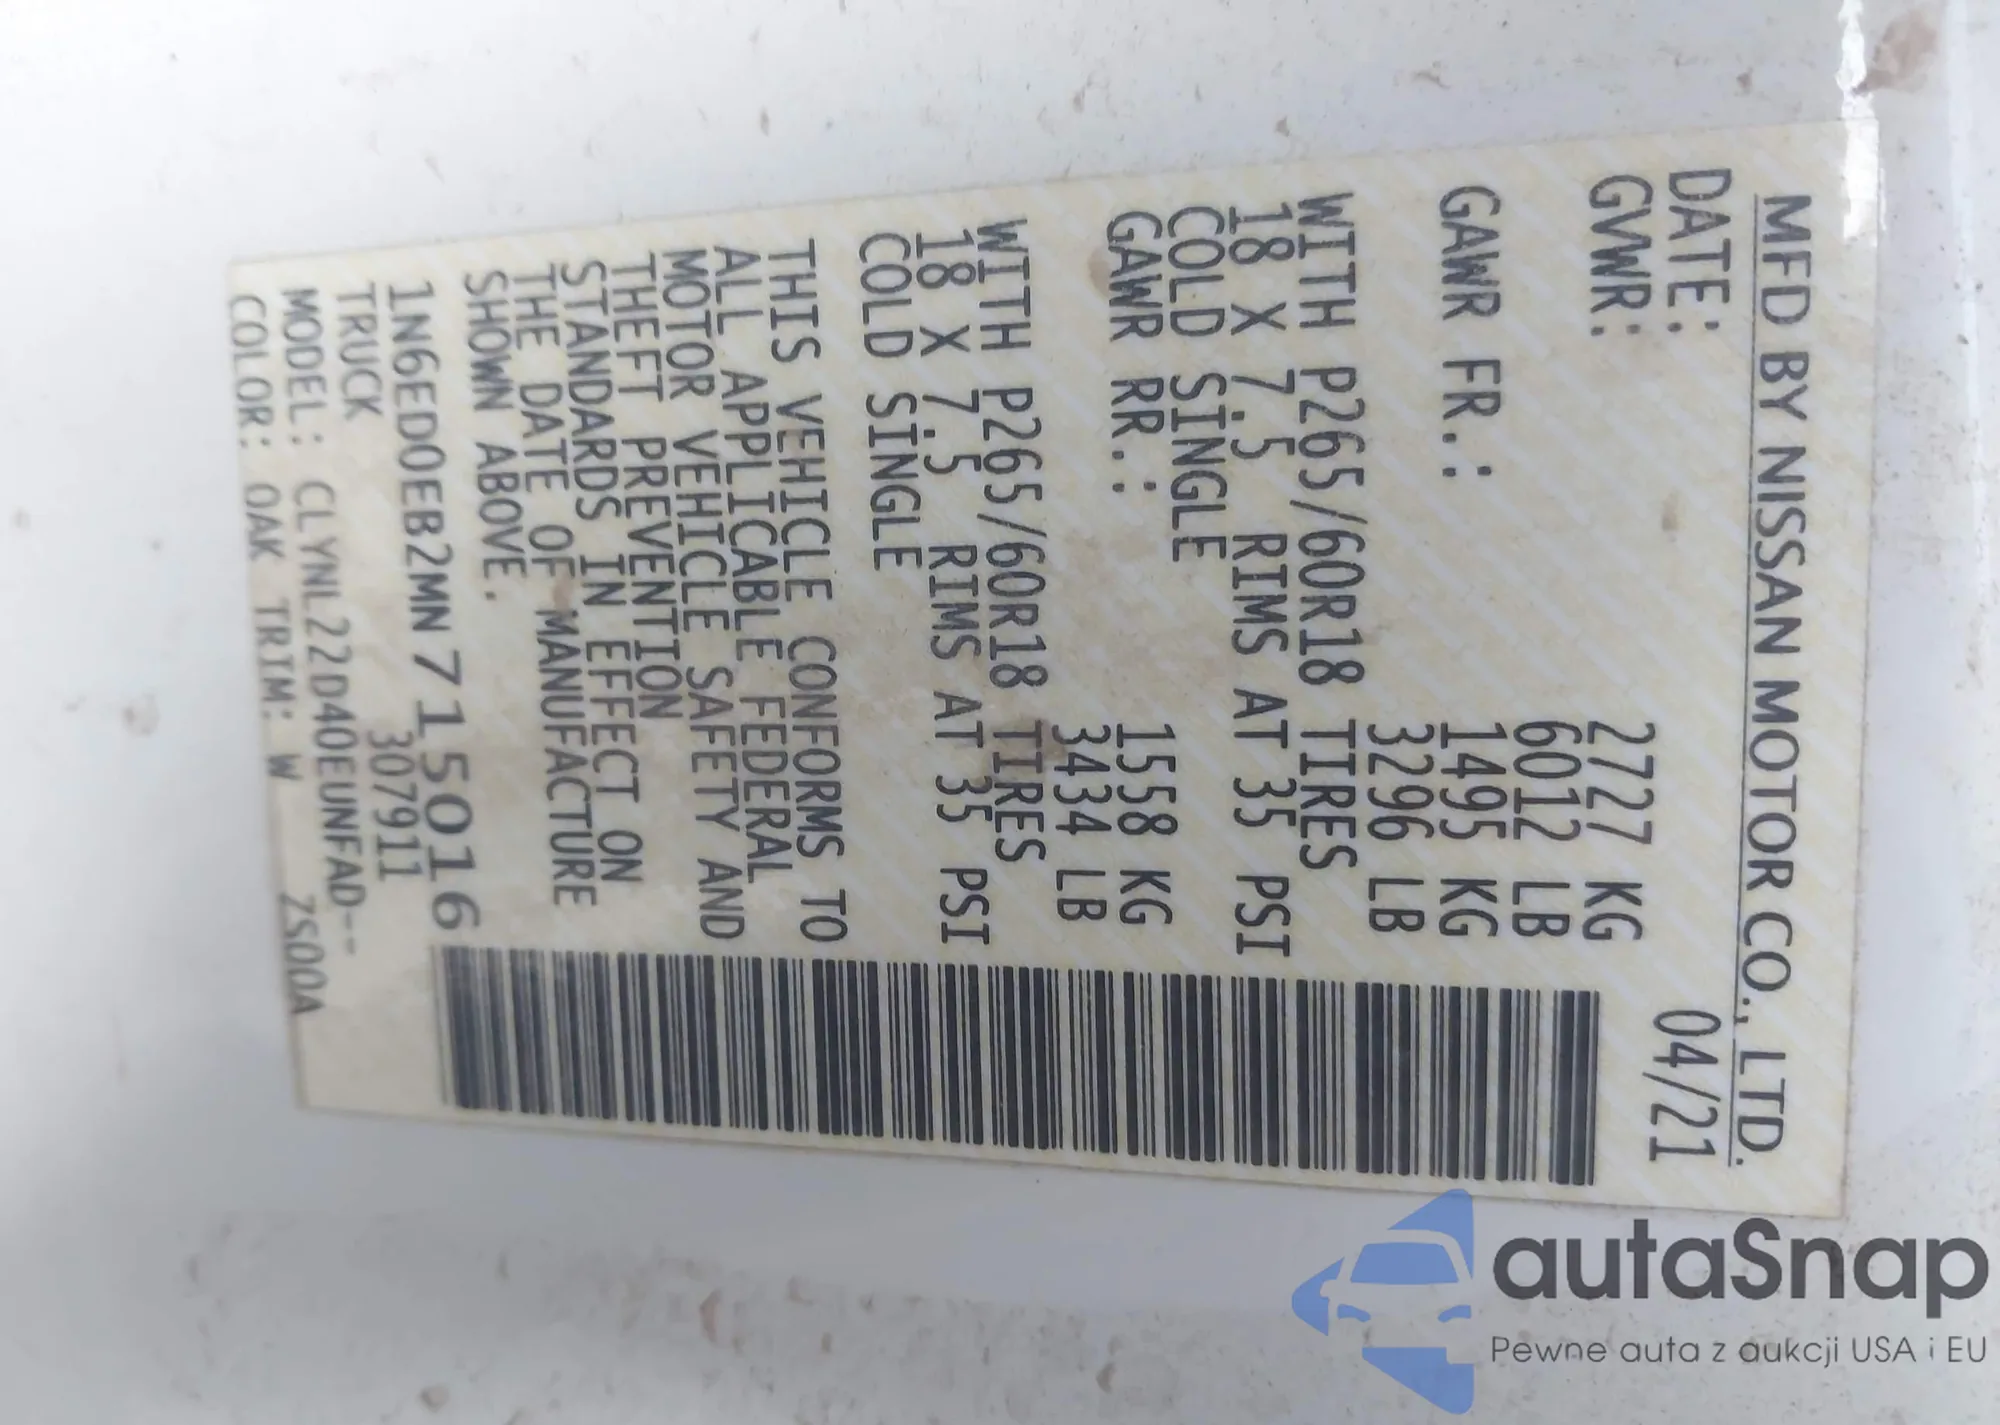 MFD BY NISSAN MOTOR CO., LTD.
DATE: 04/21
GVWR: 2727 KG
6012 LB
GAWR FR.: 1495 KG
3296 LB
WITH P265/60R18 TIRES
18 X 7.5 RIMS AT 35 PSI
COLD SINGLE
GAWR RR.: 1558 KG
3434 LB
WITH P265/60R18 TIRES
18 X 7.5 RIMS AT 35 PSI
COLD SINGLE
THIS VEHICLE CONFORMS TO
ALL APPLICABLE FEDERAL
MOTOR VEHICLE SAFETY AND
THEFT PREVENTION
STANDARDS IN EFFECT ON
THE DATE OF MANUFACTURE
SHOWN ABOVE.
1N6ED0EB2MN715016
TRUCK 307911
MODEL: CLYNL22D40EUNFAD--
COLOR: QAK TRIM: W ZS00A
autaSnap
Pewne auta z aukcji USA i EU